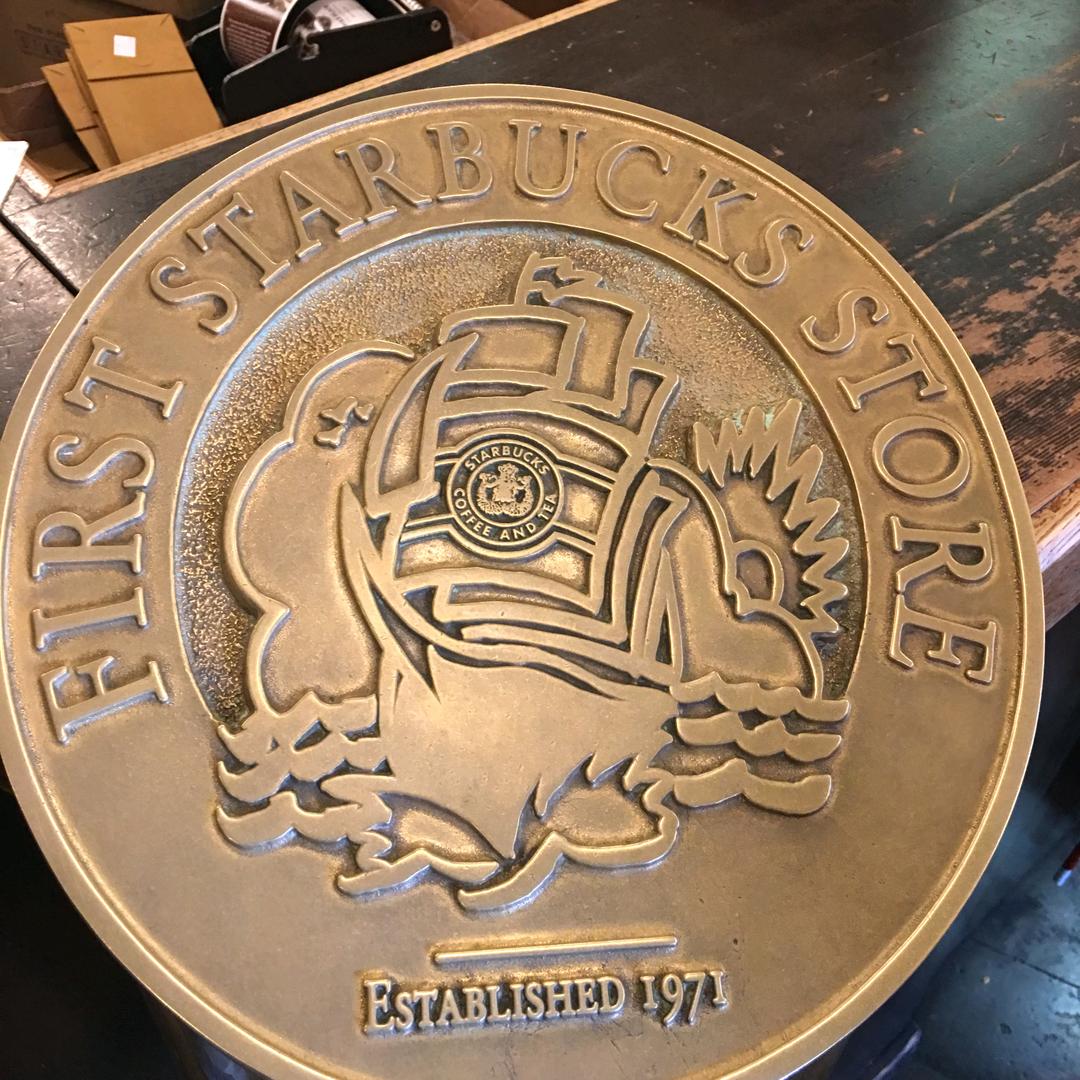 FIRST STARBUCKS STORE
STARBUCKS
COFFEE AND TEA
ESTABLISHED 1971